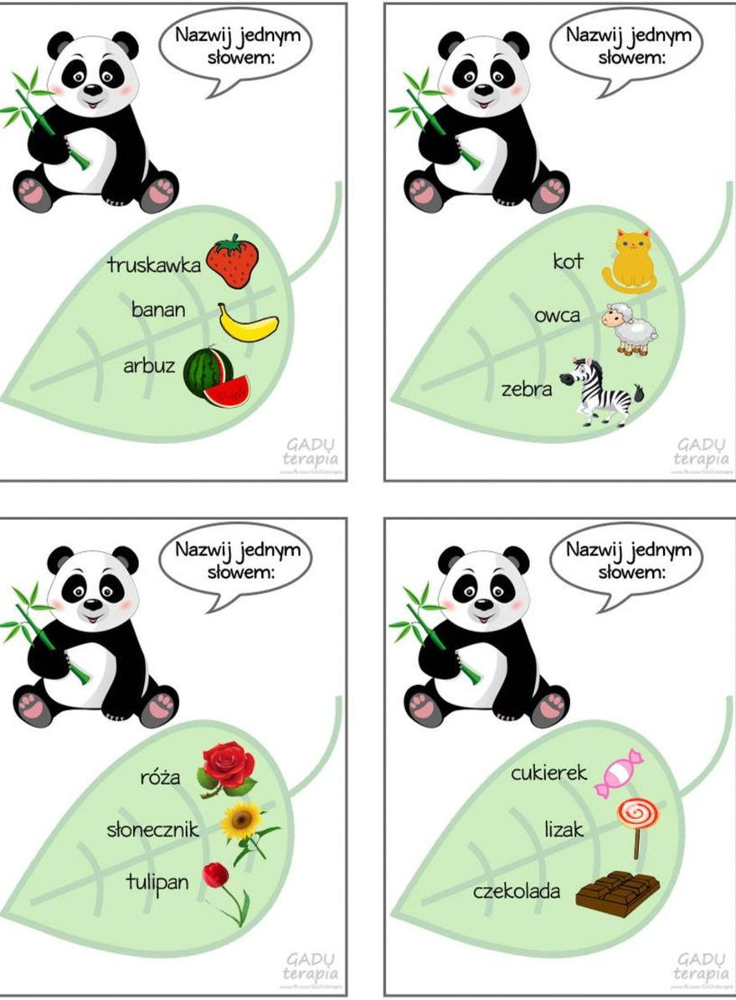 Nazwij jednym
słowem:
truskawka
banan
arbuz
GADU
terapia
Nazwij jednym
słowem:
kot
owca
zebra
GADU
terapia
Nazwij jednym
słowem:
róża
słonecznik
tulipan
GADU
terapia
Nazwij jednym
słowem:
cukierek
lizak
czekolada
GADU
terapia